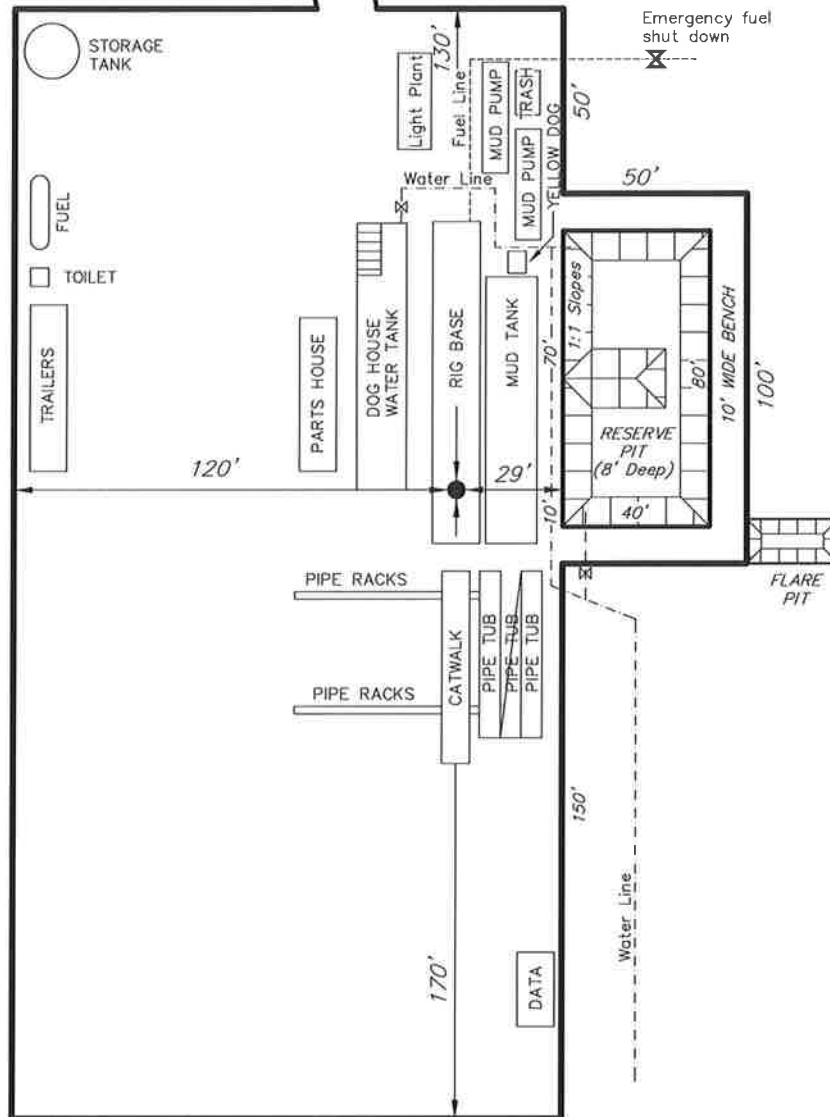 Emergency fuel
shut down
STORAGE
TANK
130'
Light Plant
Fuel Line
MUD PUMP
TRASH
50'
MUD PUMP
YELLOW DOG
Water Line
50'
FUEL
TOILET
TRAILERS
PARTS HOUSE
DOG HOUSE
WATER TANK
RIG BASE
MUD TANK
70'
1:1 Slopes
80'
10' WIDE BENCH
100'
RESERVE
PIT
(8' Deep)
120'
29'
10'
40'
FLARE
PIT
PIPE RACKS
PIPE RACKS
CATWALK
PIPE TUB
PIPE TUB
PIPE TUB
150'
Water Line
170'
DATA